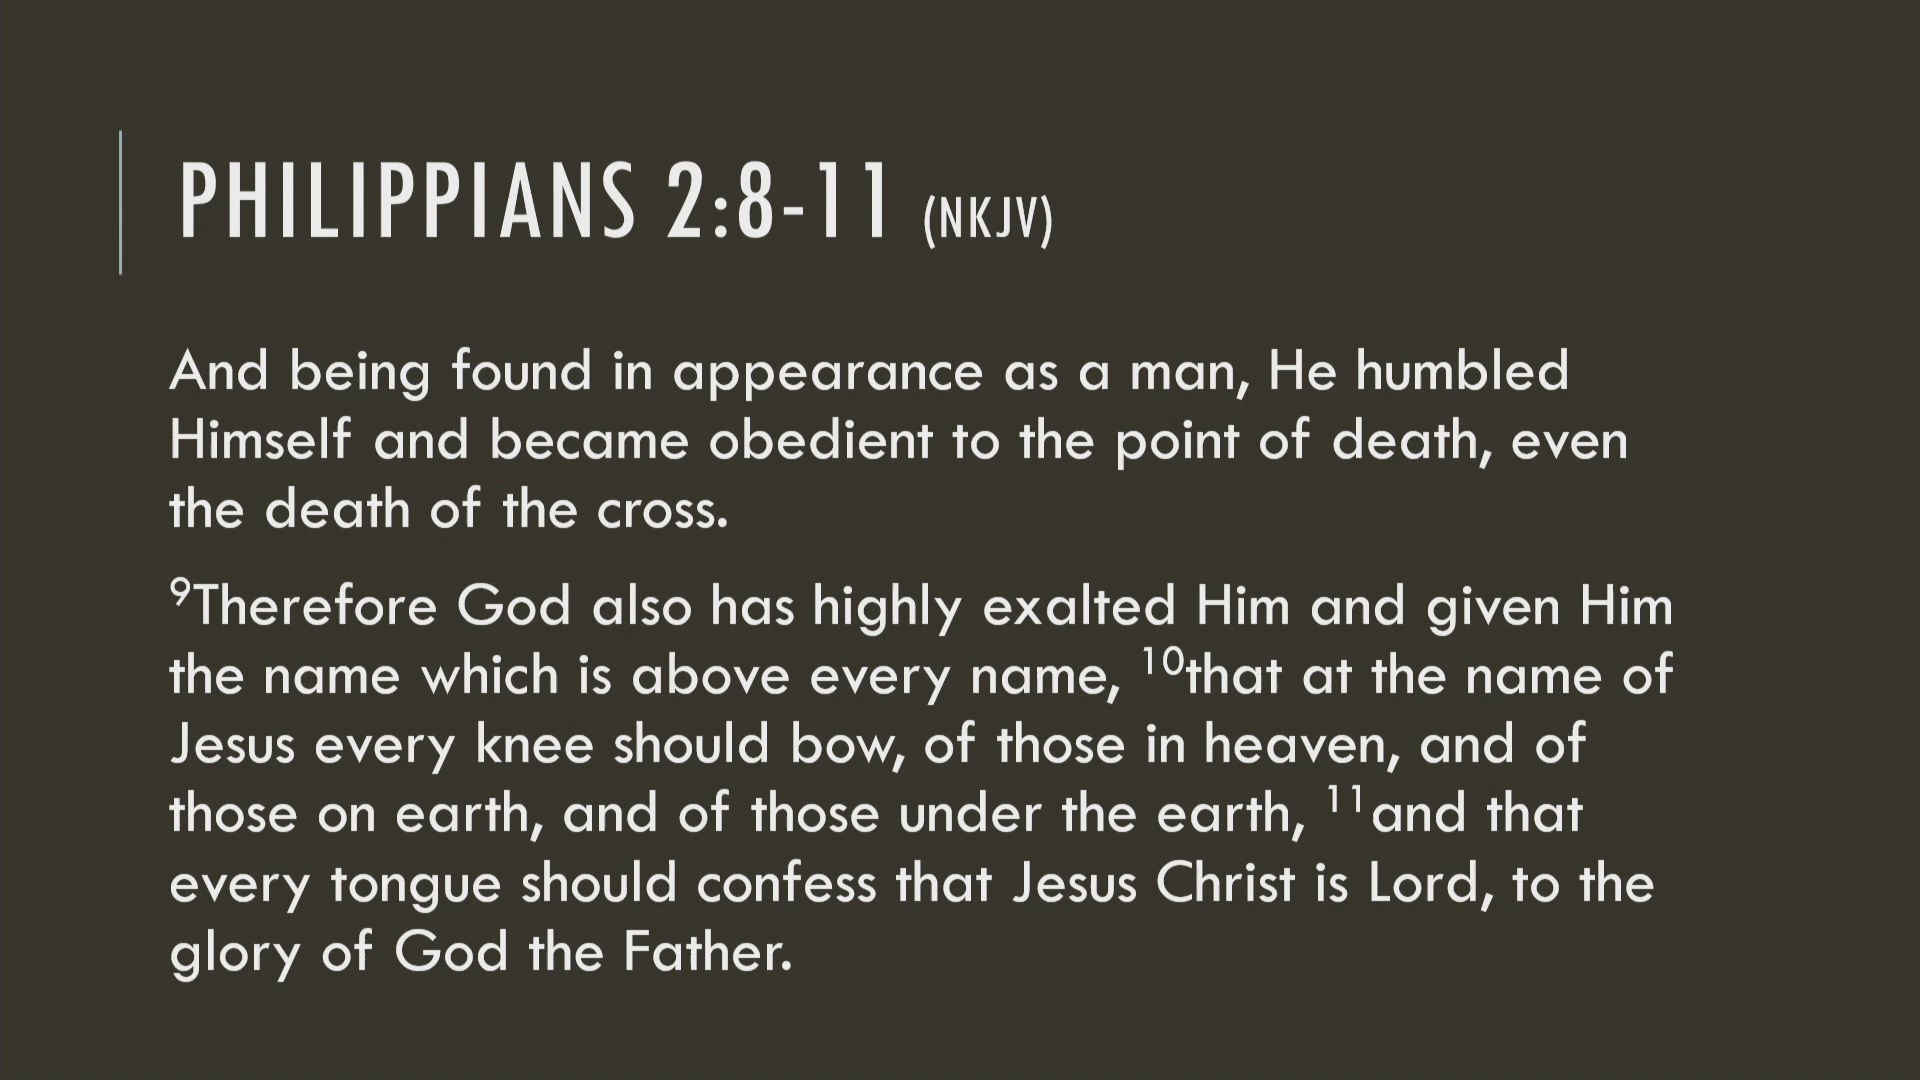 PHILIPPIANS 2:8-11 (NKJV)
And being found in appearance as a man, He humbled
Himself and became obedient to the point of death, even
the death of the cross.
⁹Therefore God also has highly exalted Him and given Him
the name which is above every name, ¹⁰that at the name of
Jesus every knee should bow, of those in heaven, and of
those on earth, and of those under the earth, ¹¹and that
every tongue should confess that Jesus Christ is Lord, to the
glory of God the Father.